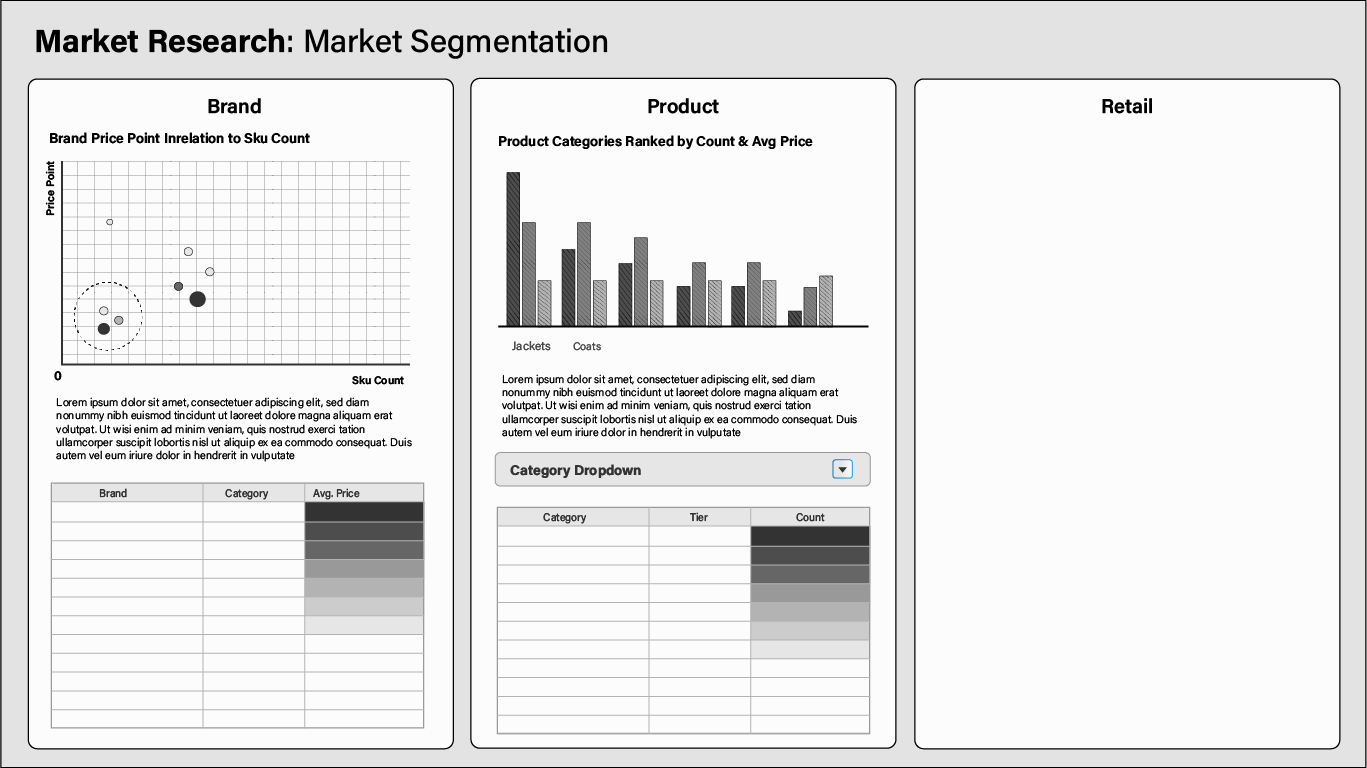 Market Research: Market Segmentation
Brand
Brand Price Point Inrelation to Sku Count
Price Point
0
Sku Count
Lorem ipsum dolor sit amet, consectetuer adipiscing elit, sed diam
nonummy nibh euismod tincidunt ut laoreet dolore magna aliquam erat
volutpat. Ut wisi enim ad minim veniam, quis nostrud exerci tation
ullamcorper suscipit lobortis nisl ut aliquip ex ea commodo consequat. Duis
autem vel eum iriure dolor in hendrerit in vulputate
Brand Category Avg. Price
Product
Product Categories Ranked by Count & Avg Price
Jackets Coats
Lorem ipsum dolor sit amet, consectetuer adipiscing elit, sed diam
nonummy nibh euismod tincidunt ut laoreet dolore magna aliquam erat
volutpat. Ut wisi enim ad minim veniam, quis nostrud exerci tation
ullamcorper suscipit lobortis nisl ut aliquip ex ea commodo consequat. Duis
autem vel eum iriure dolor in hendrerit in vulputate
Category Dropdown
Category Tier Count
Retail